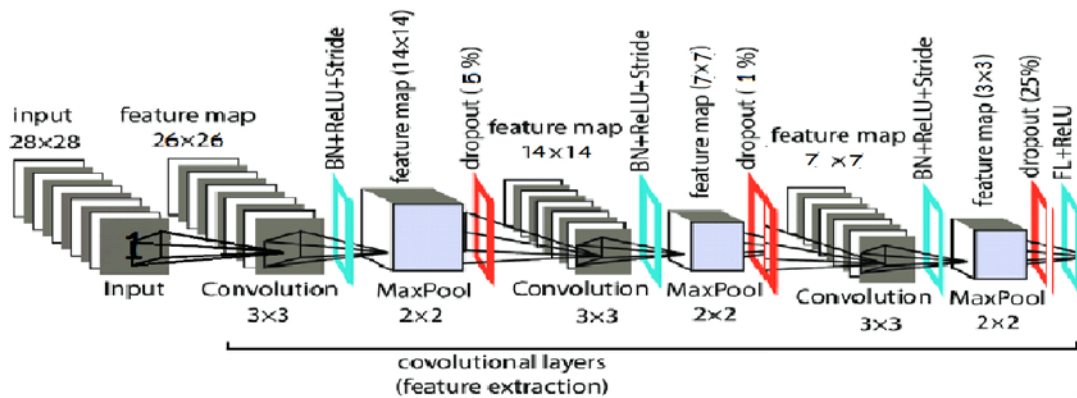 input
28×28
feature map
26×26
BN+ReLU+Stride
feature map (14×14)
dropout (5%)
feature map
14×14
BN+ReLU+Stride
feature map (7×7)
dropout (1%)
feature map
7×7
BN+ReLU+Stride
feature map (3×3)
dropout (25%)
FL+ReLU
1
Input
Convolution
3×3
MaxPool
2×2
Convolution
3×3
MaxPool
2×2
Convolution
3×3
MaxPool
2×2
covolutional layers
(feature extraction)